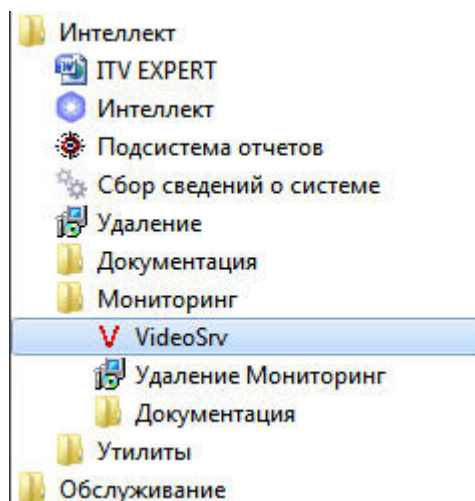 Интеллект
ITV EXPERT
Интеллект
Подсистема отчетов
Сбор сведений о системе
Удаление
Документация
Мониторинг
VideoSrv
Удаление Мониторинг
Документация
Утилиты
Обслуживание